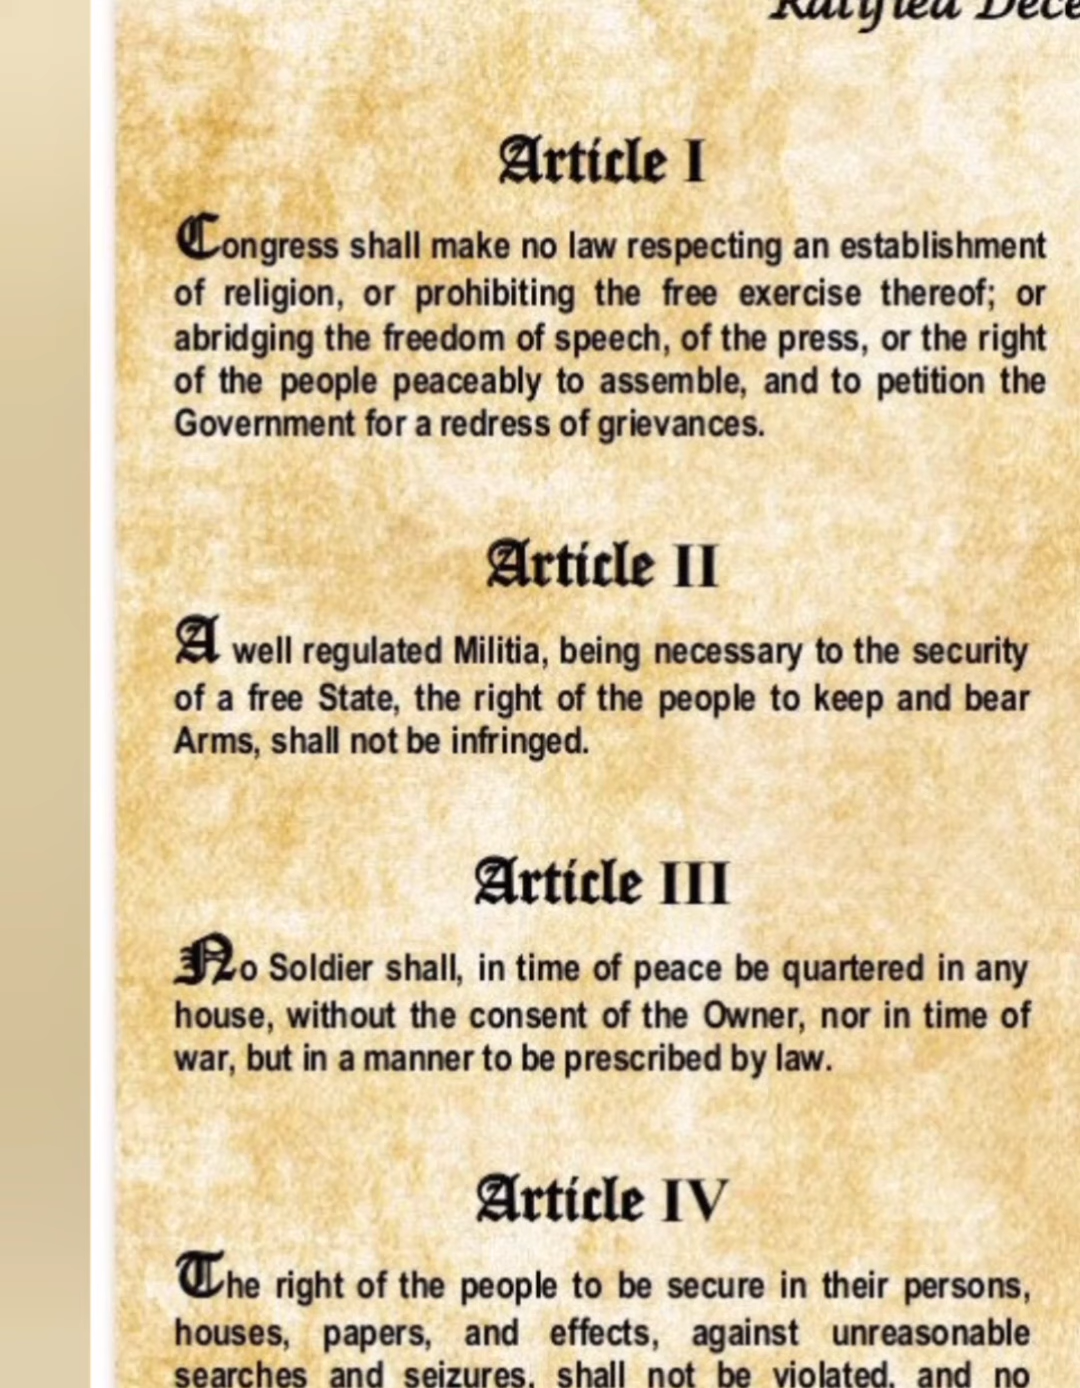 Ratified Dece
Article I
Congress shall make no law respecting an establishment
of religion, or prohibiting the free exercise thereof; or
abridging the freedom of speech, of the press, or the right
of the people peaceably to assemble, and to petition the
Government for a redress of grievances.
Article II
A well regulated Militia, being necessary to the security
of a free State, the right of the people to keep and bear
Arms, shall not be infringed.
Article III
No Soldier shall, in time of peace be quartered in any
house, without the consent of the Owner, nor in time of
war, but in a manner to be prescribed by law.
Article IV
The right of the people to be secure in their persons,
houses, papers, and effects, against unreasonable
searches and seizures, shall not be violated, and no